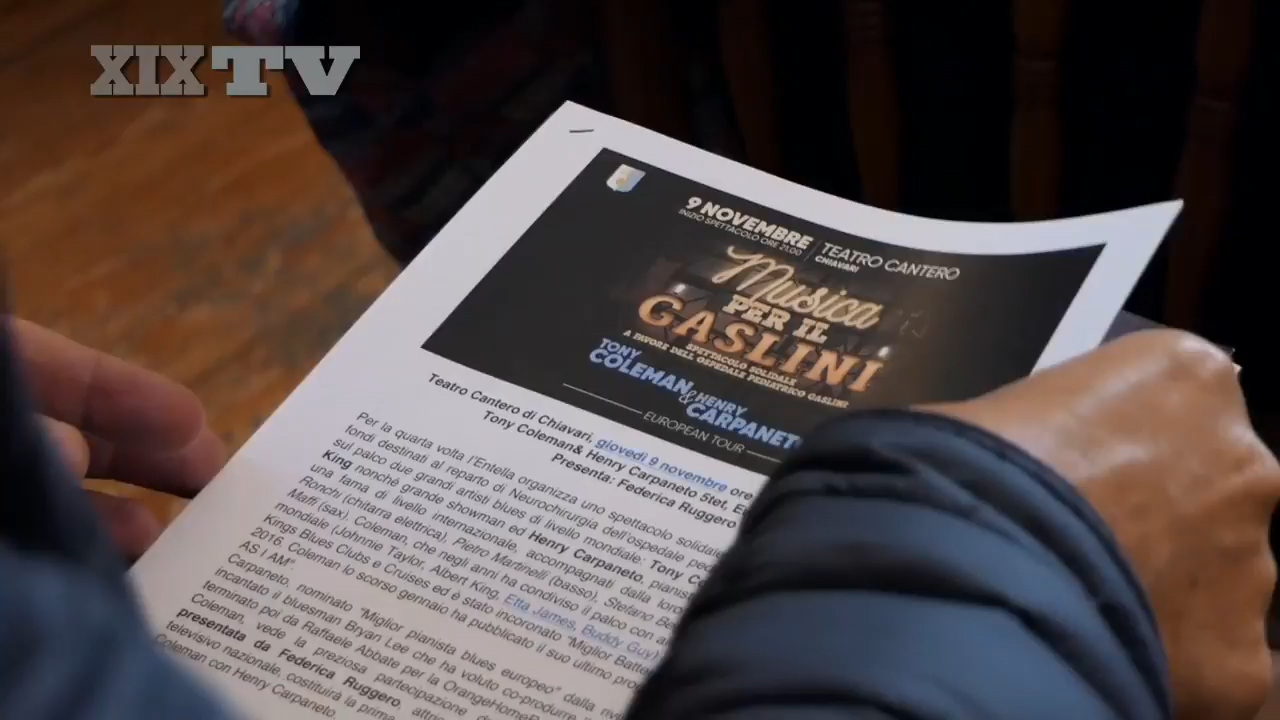 XIX TV
9 NOVEMBRE
INIZIO SPETTACOLO ORE 21,00
TEATRO CANTERO
CHIAVARI
Musica
PER IL
GASLINI
SPETTACOLO SOLIDALE
A FAVORE DELL'OSPEDALE PEDIATRICO GASLINI
TONY
COLEMAN
& HENRY
CARPANET
EUROPEAN TOUR
Teatro Cantero di Chiavari, giovedì 9 novembre ore
Tony Coleman& Henry Carpaneto 5tet,
Presenta: Federica Ruggero
Per la quarta volta l'Entella organizza uno spettacolo solidale
fondi destinati al reparto di Neurochirurgia dell'ospedale
sul palco due grandi artisti blues di livello mondiale: Tony
King nonché grande showman ed Henry Carpaneto,
una fama di livello internazionale, accompagnati dalla loro
Ronchi (chitarra elettrica), Pietro Martinelli (basso), Stefano
Maffi (sax). Coleman, che negli anni ha condiviso il palco con
mondiale (Johnnie Taylor, Albert King, Etta James, Buddy Guy)
Kings Blues Clubs e Cruises ed è stato incoronato "Miglior
2016. Coleman lo scorso gennaio ha pubblicato il suo ultimo
AS I AM"
Carpaneto, nominato "Miglior pianista blues europeo" dalla
incantato il bluesman Bryan Lee che ha voluto co-produrre
terminato poi da Raffaele Abbate per la
Coleman, vede la preziosa partecipazione
presentata da Federica Ruggero,
televisivo nazionale, costituirà la prima
Coleman con Henry Carpaneto